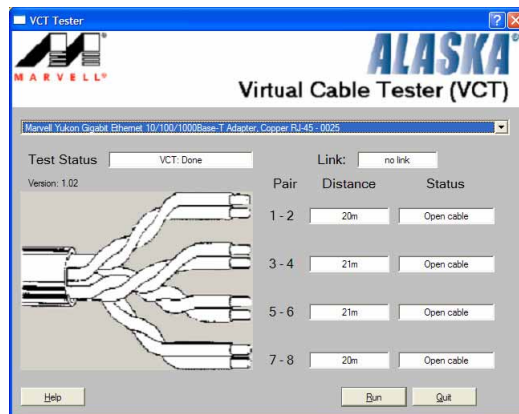 VCT Tester
MARVELL®
ALASKA®
Virtual Cable Tester (VCT)
Marvell Yukon Gigabit Ethernet 10/100/1000Base-T Adapter, Copper RJ-45 - 0025
Test Status VCT: Done Link: no link
Version: 1.02
Pair Distance Status
1 - 2 20m Open cable
3 - 4 21m Open cable
5 - 6 21m Open cable
7 - 8 20m Open cable
Help Run Quit